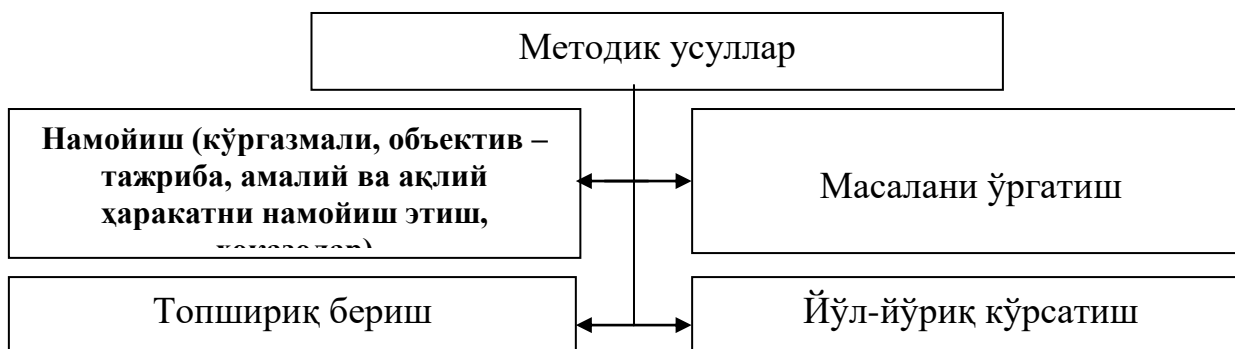 Методик усуллар
Намойиш (кўргазмали, объектив –
тажриба, амалий ва ақлий
ҳаракатни намойиш этиш,
Масалани ўргатиш
Топшириқ бериш
Йўл-йўриқ кўрсатиш